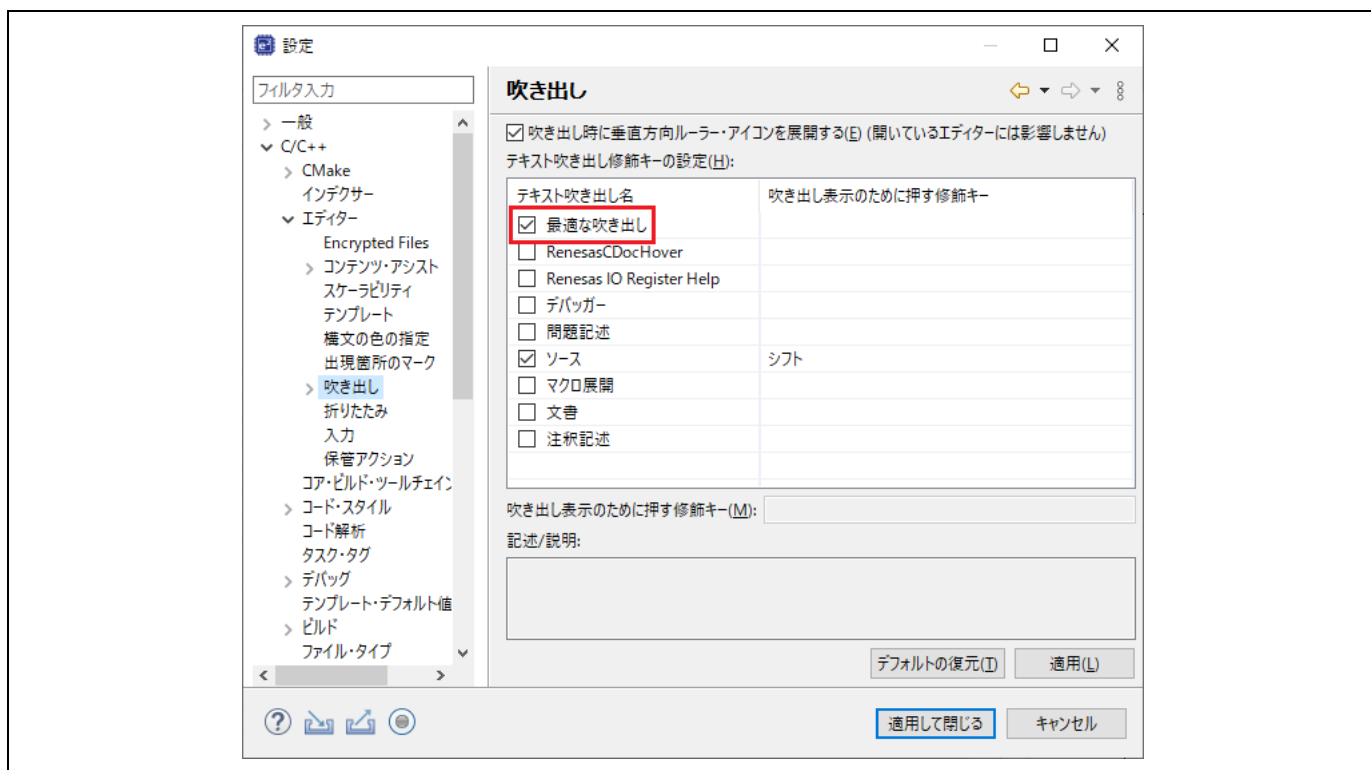 設定
フィルタ入力
一般
C/C++
CMake
インデクサー
エディター
Encrypted Files
コンテンツ・アシスト
スケーラビリティ
テンプレート
構文の色の指定
出現箇所のマーク
吹き出し
折りたたみ
入力
保管アクション
コア・ビルド・ツールチェイン
コード・スタイル
コード解析
タスク・タグ
デバッグ
テンプレート・デフォルト値
ビルド
ファイル・タイプ
吹き出し
吹き出し時に垂直方向ルーラー・アイコンを展開する(E) (開いているエディターには影響しません)
テキスト吹き出し修飾キーの設定(H):
テキスト吹き出し名 吹き出し表示のために押す修飾キー
最適な吹き出し
RenesasCDocHover
Renesas IO Register Help
デバッガー
問題記述
ソース シフト
マクロ展開
文書
注釈記述
吹き出し表示のために押す修飾キー(M):
記述/説明:
デフォルトの復元(T) 適用(L)
適用して閉じる キャンセル